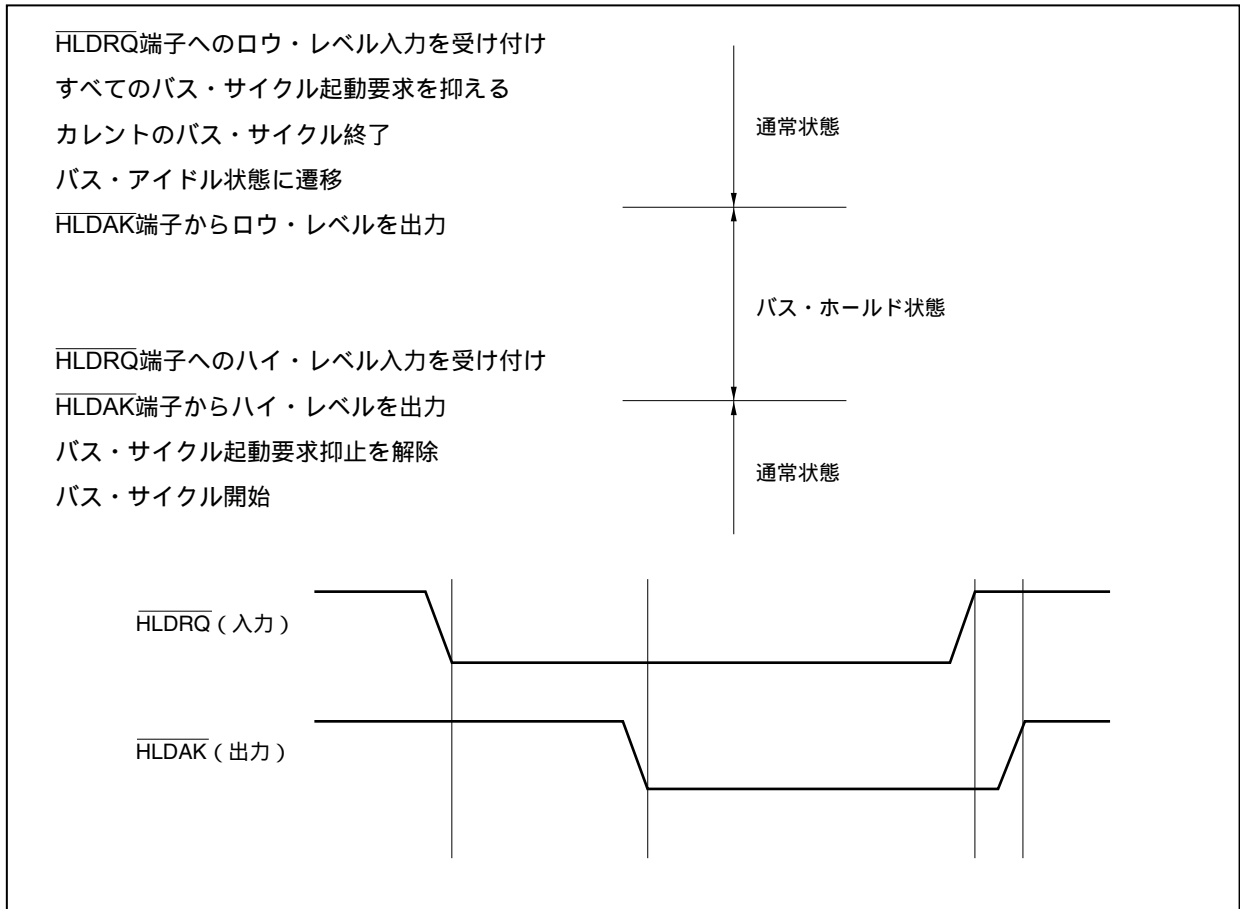 HLDRQ端子へのロウ・レベル入力を受け付け
すべてのバス・サイクル起動要求を抑える
カレントのバス・サイクル終了
バス・アイドル状態に遷移
HLDAK端子からロウ・レベルを出力
通常状態
バス・ホールド状態
HLDRQ端子へのハイ・レベル入力を受け付け
HLDAK端子からハイ・レベルを出力
バス・サイクル起動要求抑止を解除
バス・サイクル開始
通常状態
HLDRQ(入力)
HLDAK(出力)